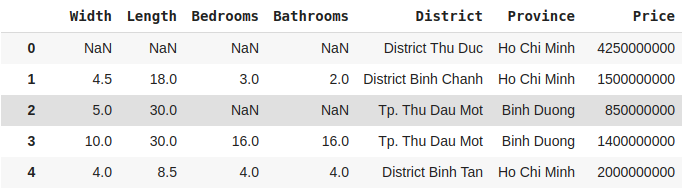 Width Length Bedrooms Bathrooms District Province Price
0 NaN NaN NaN NaN District Thu Duc Ho Chi Minh 4250000000
1 4.5 18.0 3.0 2.0 District Binh Chanh Ho Chi Minh 1500000000
2 5.0 30.0 NaN NaN Tp. Thu Dau Mot Binh Duong 850000000
3 10.0 30.0 16.0 16.0 Tp. Thu Dau Mot Binh Duong 1400000000
4 4.0 8.5 4.0 4.0 District Binh Tan Ho Chi Minh 2000000000